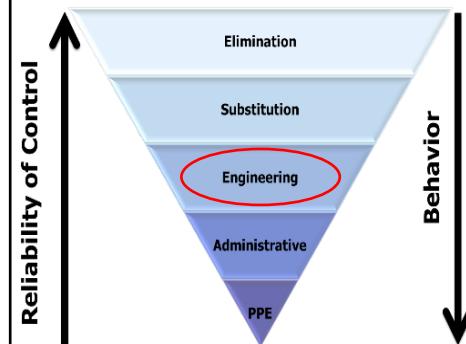 Reliability of Control
Elimination
Substitution
Engineering
Administrative
PPE
Behavior